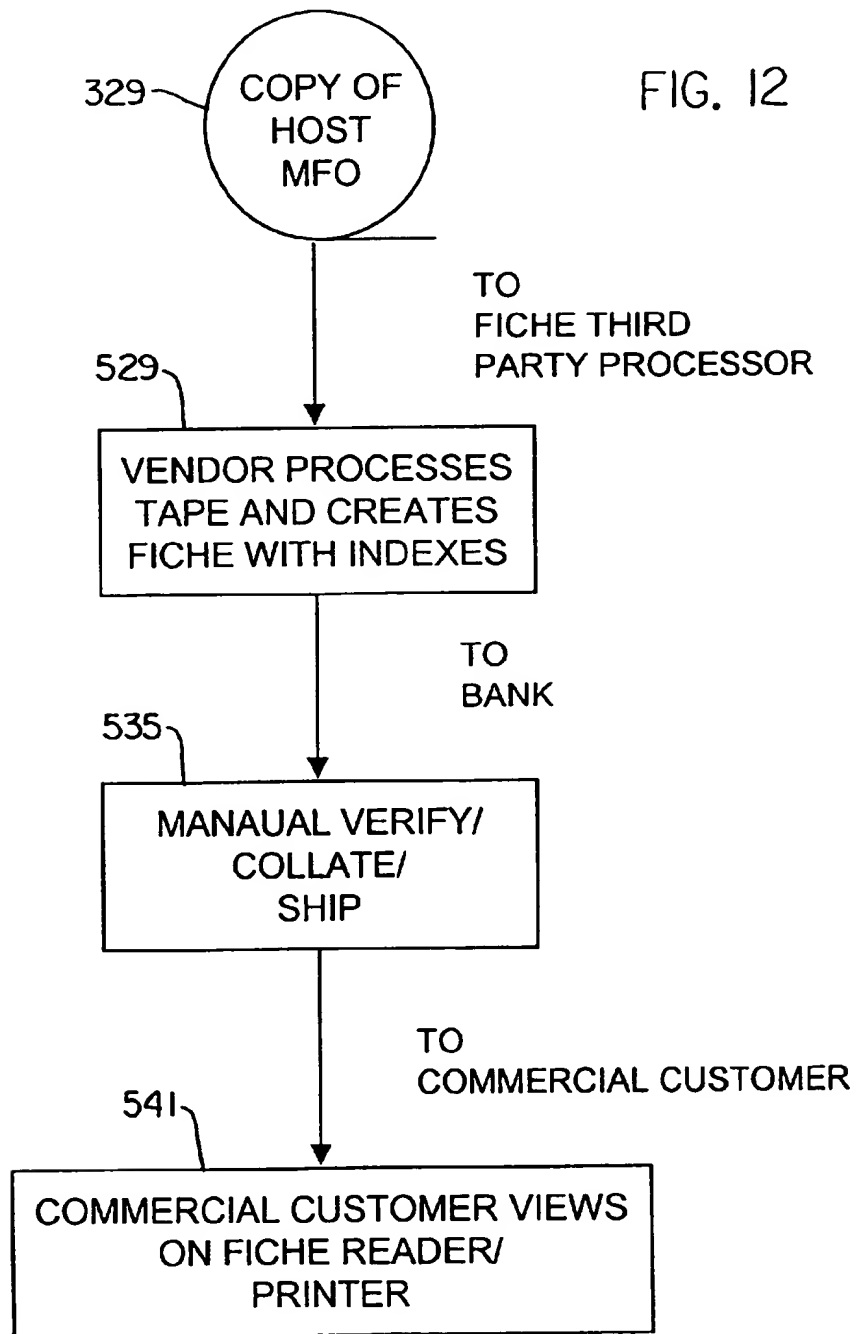 FIG. 12
329
COPY OF
HOST
MFO
TO
FICHE THIRD
PARTY PROCESSOR
529
VENDOR PROCESSES
TAPE AND CREATES
FICHE WITH INDEXES
TO
BANK
535
MANAUAL VERIFY/
COLLATE/
SHIP
TO
COMMERCIAL CUSTOMER
541
COMMERCIAL CUSTOMER VIEWS
ON FICHE READER/
PRINTER